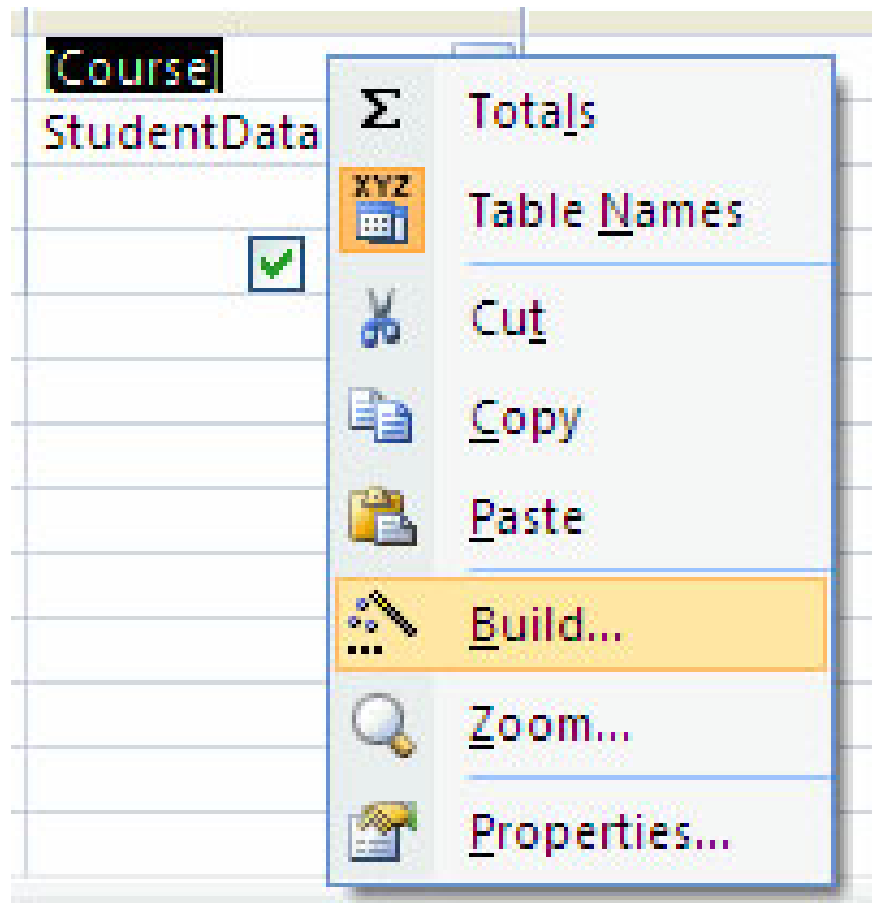 [Course]
StudentData
Totals
XYZ
Table Names
Cut
Copy
Paste
Build...
Zoom...
Properties...